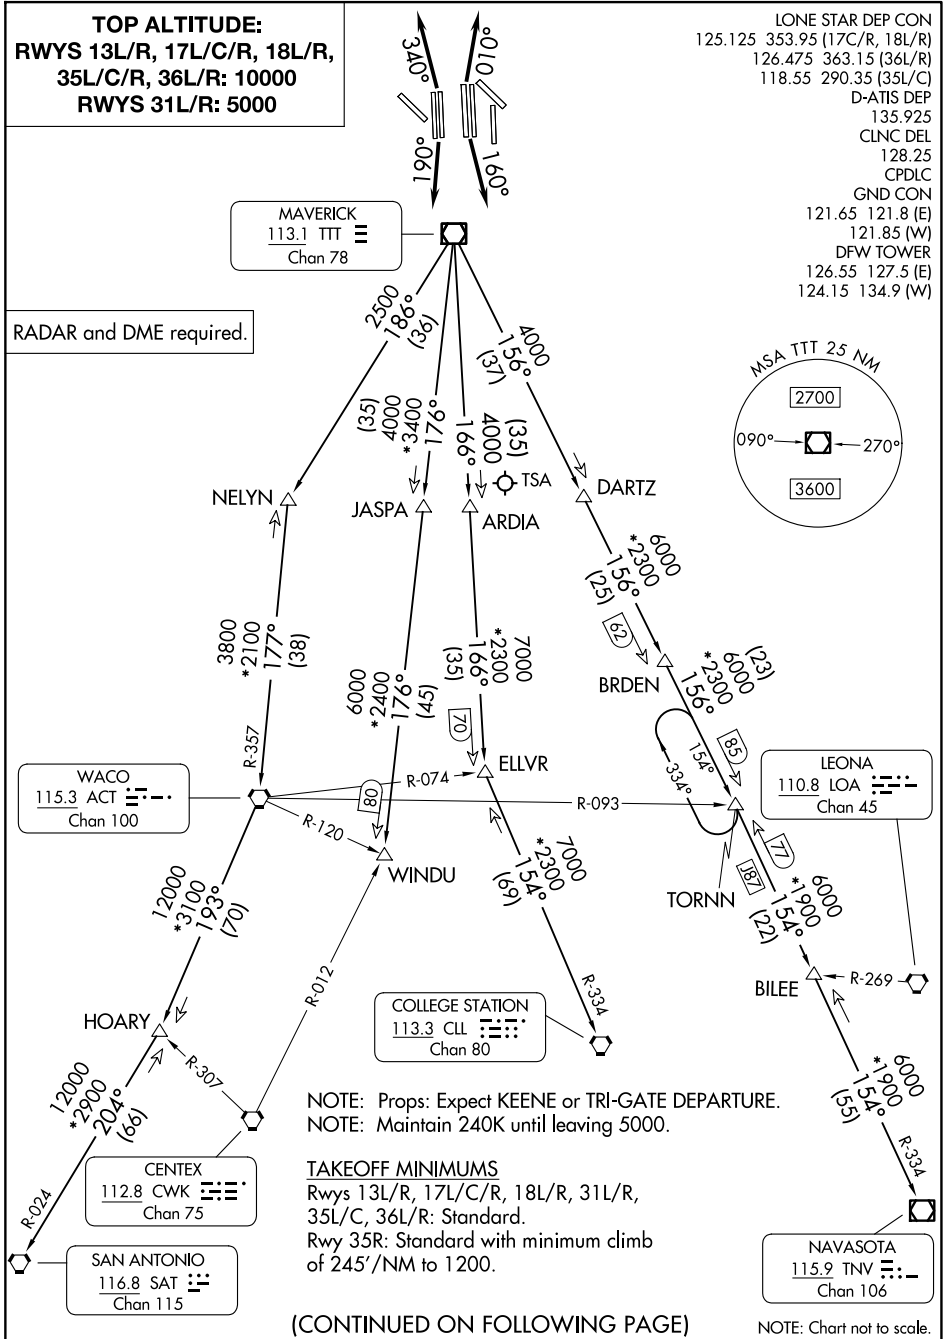 TOP ALTITUDE:
RWYS 13L/R, 17L/C/R, 18L/R,
35L/C/R, 36L/R: 10000
RWYS 31L/R: 5000
340°
010°
190°
160°
LONE STAR DEP CON
125.125 353.95 (17C/R, 18L/R)
126.475 363.15 (36L/R)
118.55 290.35 (35L/C)
D-ATIS DEP
135.925
CLNC DEL
128.25
CPDLC
GND CON
121.65 121.8 (E)
121.85 (W)
DFW TOWER
126.55 127.5 (E)
124.15 134.9 (W)
MAVERICK
113.1 TTT
Chan 78
RADAR and DME required.
2500
186°
(36)
(35)
4000
*3400
176°
166°
4000
(35)
4000
156°
(37)
MSA TTT 25 NM
2700
090°
270°
3600
TSA
NELYN
JASPA
ARDIA
DARTZ
3800
*2100
177°
(38)
6000
*2400
176°
(45)
7000
*2300
166°
(35)
6000
*2300
156°
(25)
62
BRDEN
(23)
6000
*2300
156°
R-357
70
ELLVR
154°
334°
85
WACO
115.3 ACT
Chan 100
R-074
80
R-093
R-120
WINDU
LEONA
110.8 LOA
Chan 45
TORNN
77
J87
6000
*1900
154°
(22)
12000
*3100
193°
(70)
7000
*2300
154°
(69)
R-012
R-334
BILEE
R-269
HOARY
R-307
COLLEGE STATION
113.3 CLL
Chan 80
12000
*2900
204°
(66)
R-024
6000
*1900
154°
(55)
R-334
NOTE: Props: Expect KEENE or TRI-GATE DEPARTURE.
NOTE: Maintain 240K until leaving 5000.
CENTEX
112.8 CWK
Chan 75
TAKEOFF MINIMUMS
Rwys 13L/R, 17L/C/R, 18L/R, 31L/R,
35L/C, 36L/R: Standard.
Rwy 35R: Standard with minimum climb
of 245'/NM to 1200.
SAN ANTONIO
116.8 SAT
Chan 115
NAVASOTA
115.9 TNV
Chan 106
(CONTINUED ON FOLLOWING PAGE)
NOTE: Chart not to scale.